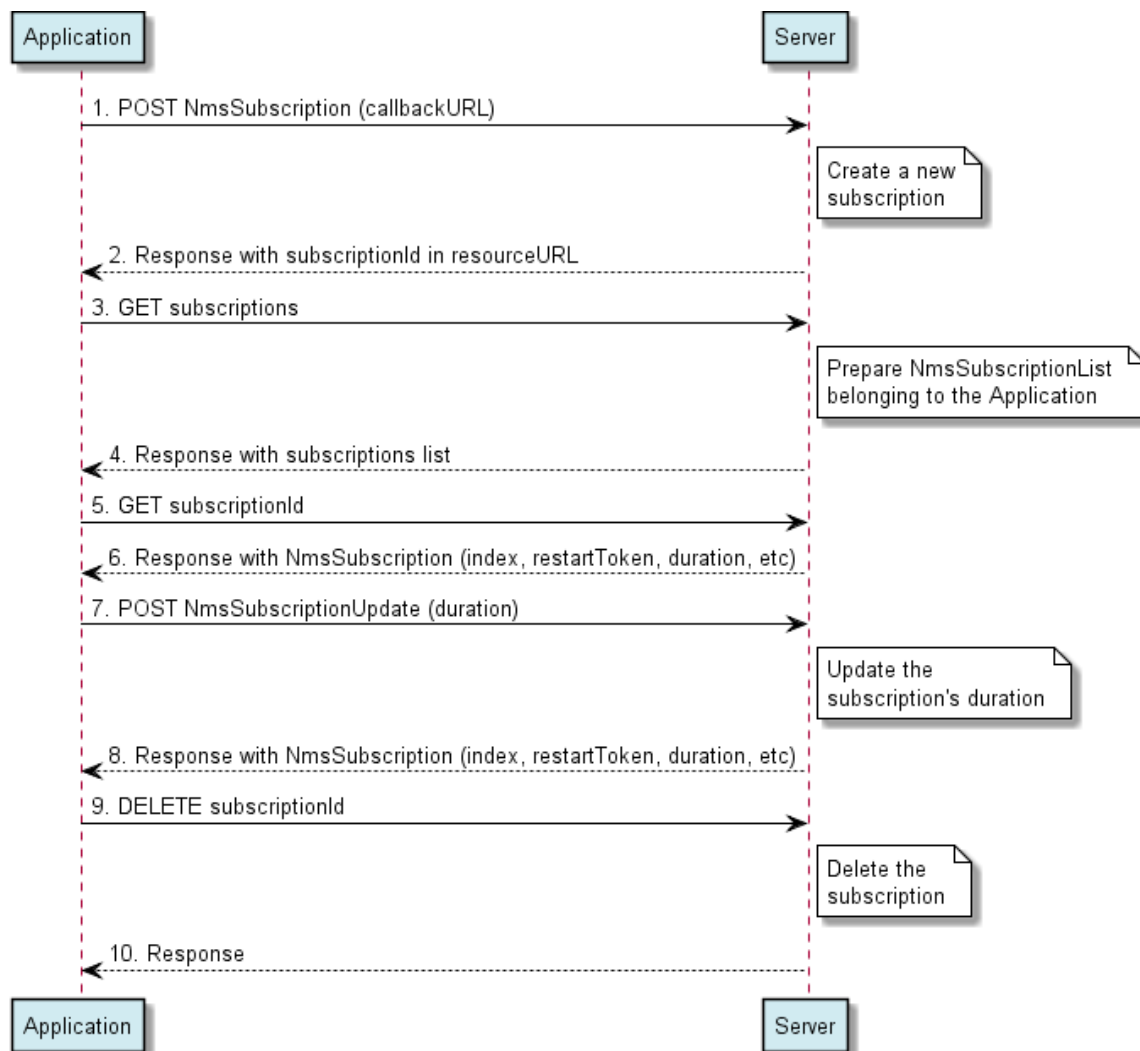 Application
Server
1. POST NmsSubscription (callbackURL)
Create a new
subscription
2. Response with subscriptionId in resourceURL
3. GET subscriptions
Prepare NmsSubscriptionList
belonging to the Application
4. Response with subscriptions list
5. GET subscriptionId
6. Response with NmsSubscription (index, restartToken, duration, etc)
7. POST NmsSubscriptionUpdate (duration)
Update the
subscription's duration
8. Response with NmsSubscription (index, restartToken, duration, etc)
9. DELETE subscriptionId
Delete the
subscription
10. Response
Application
Server